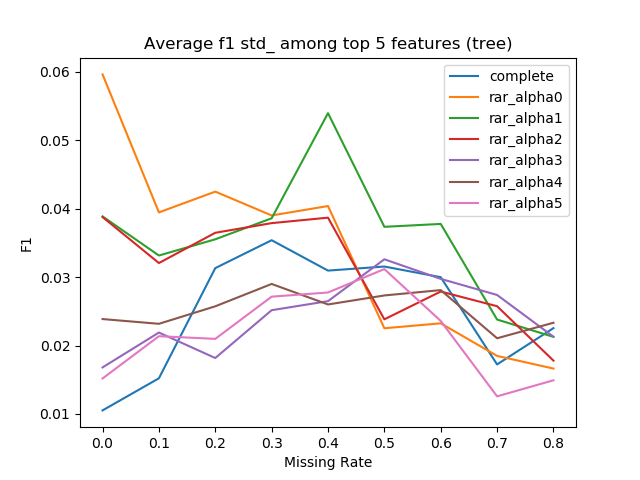 Average f1 std_ among top 5 features (tree)
complete
rar_alpha0
rar_alpha1
rar_alpha2
rar_alpha3
rar_alpha4
rar_alpha5
0.06
0.05
0.04
0.03
0.02
0.01
F1
0.0 0.1 0.2 0.3 0.4 0.5 0.6 0.7 0.8
Missing Rate